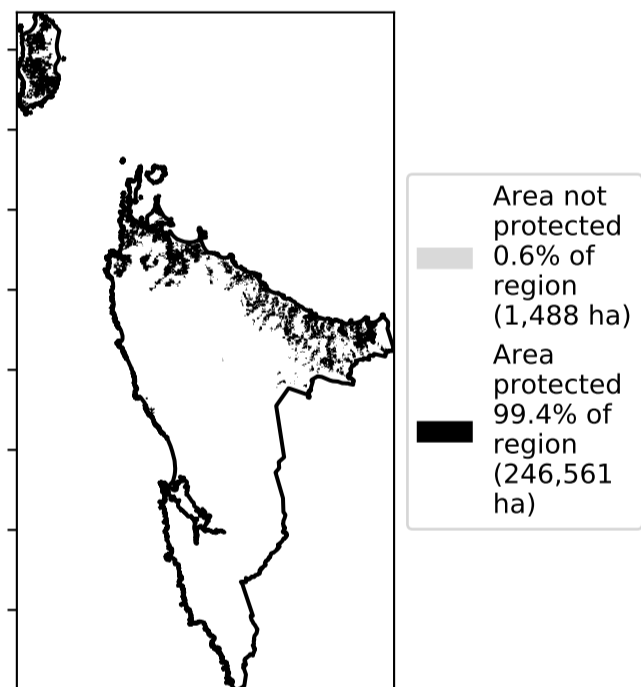 Area not
protected
0.6% of
region
(1,488 ha)
Area
protected
99.4% of
region
(246,561
ha)